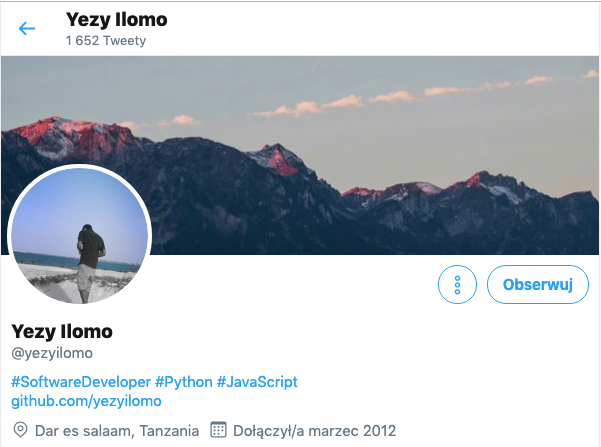 Yezy Ilomo
1 652 Tweety
Obserwuj
Yezy Ilomo
@yezyilomo
#SoftwareDeveloper #Python #JavaScript
github.com/yezyilomo
Dar es salaam, Tanzania Dołączył/a marzec 2012